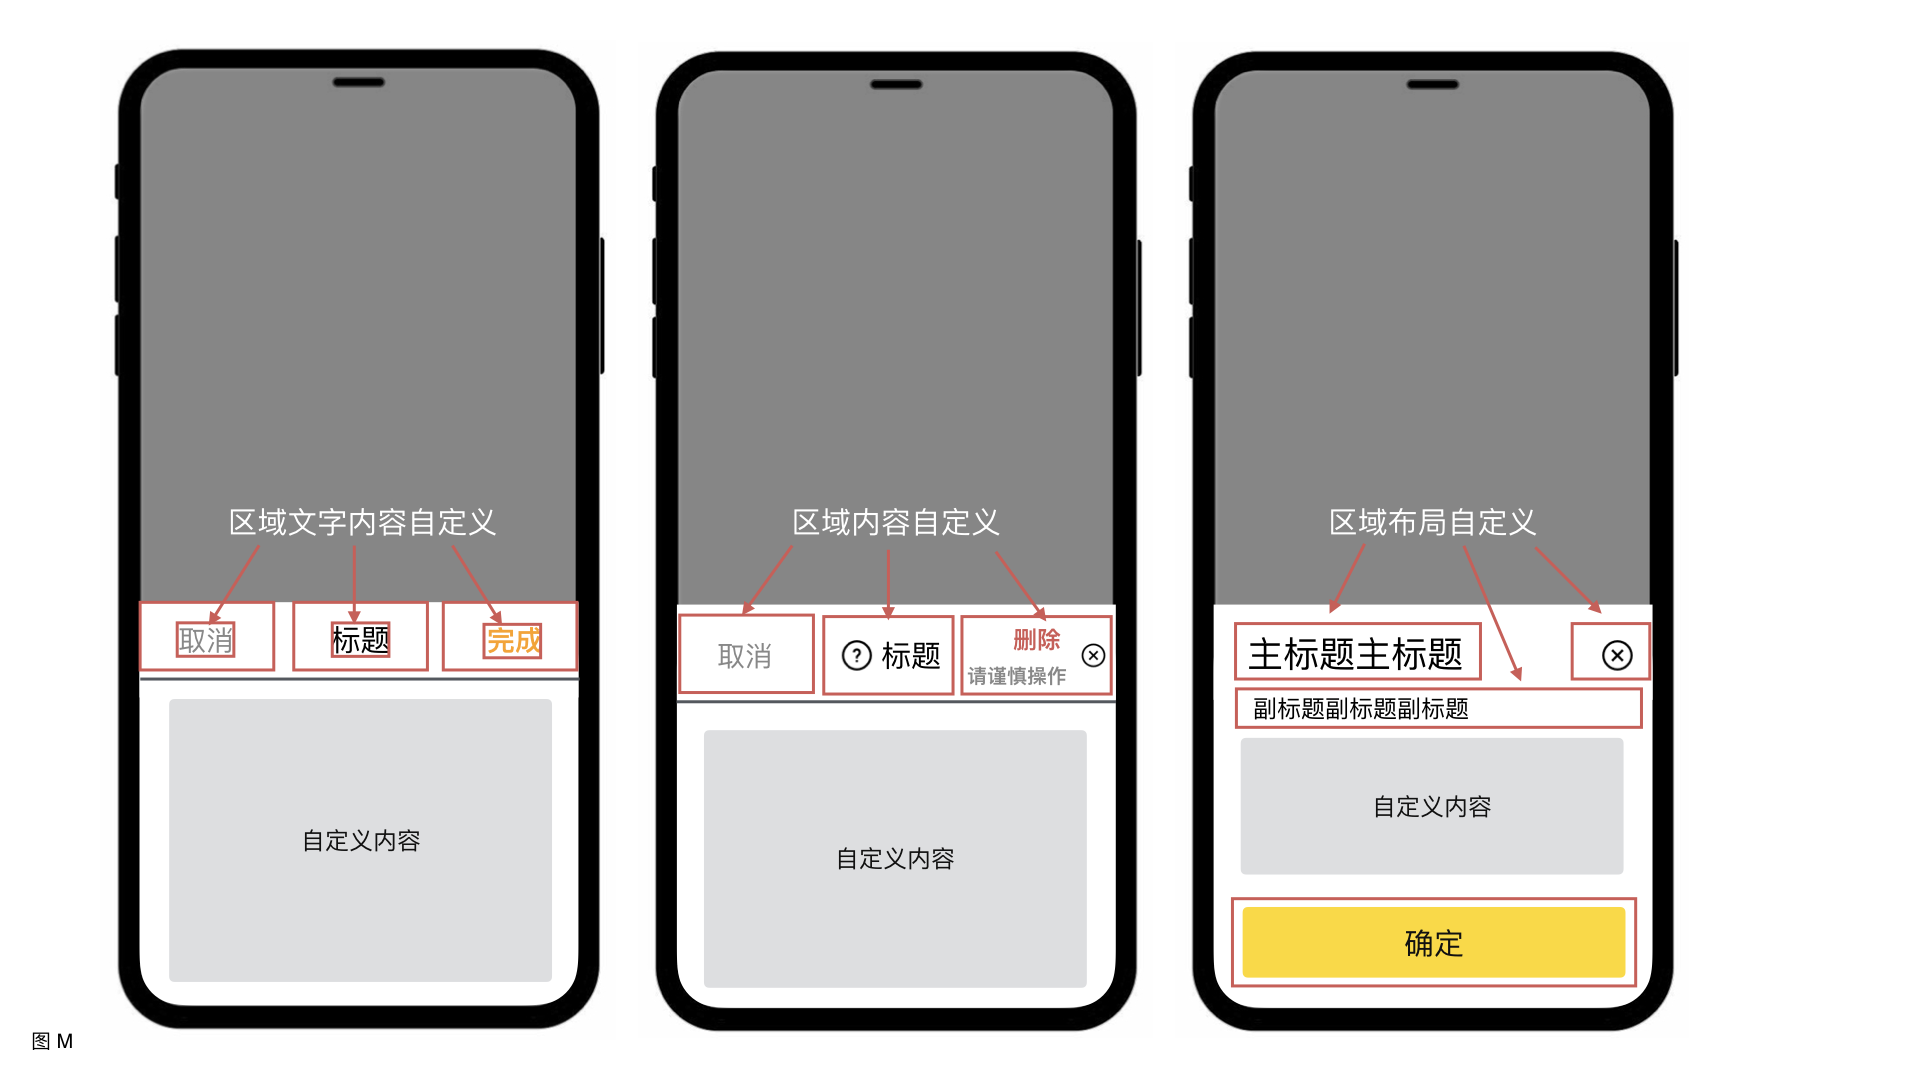 区域文字内容自定义
取消
标题
完成
自定义内容
区域内容自定义
取消
? 标题
删除
请谨慎操作
自定义内容
区域布局自定义
主标题主标题
副标题副标题副标题
自定义内容
确定
图 M